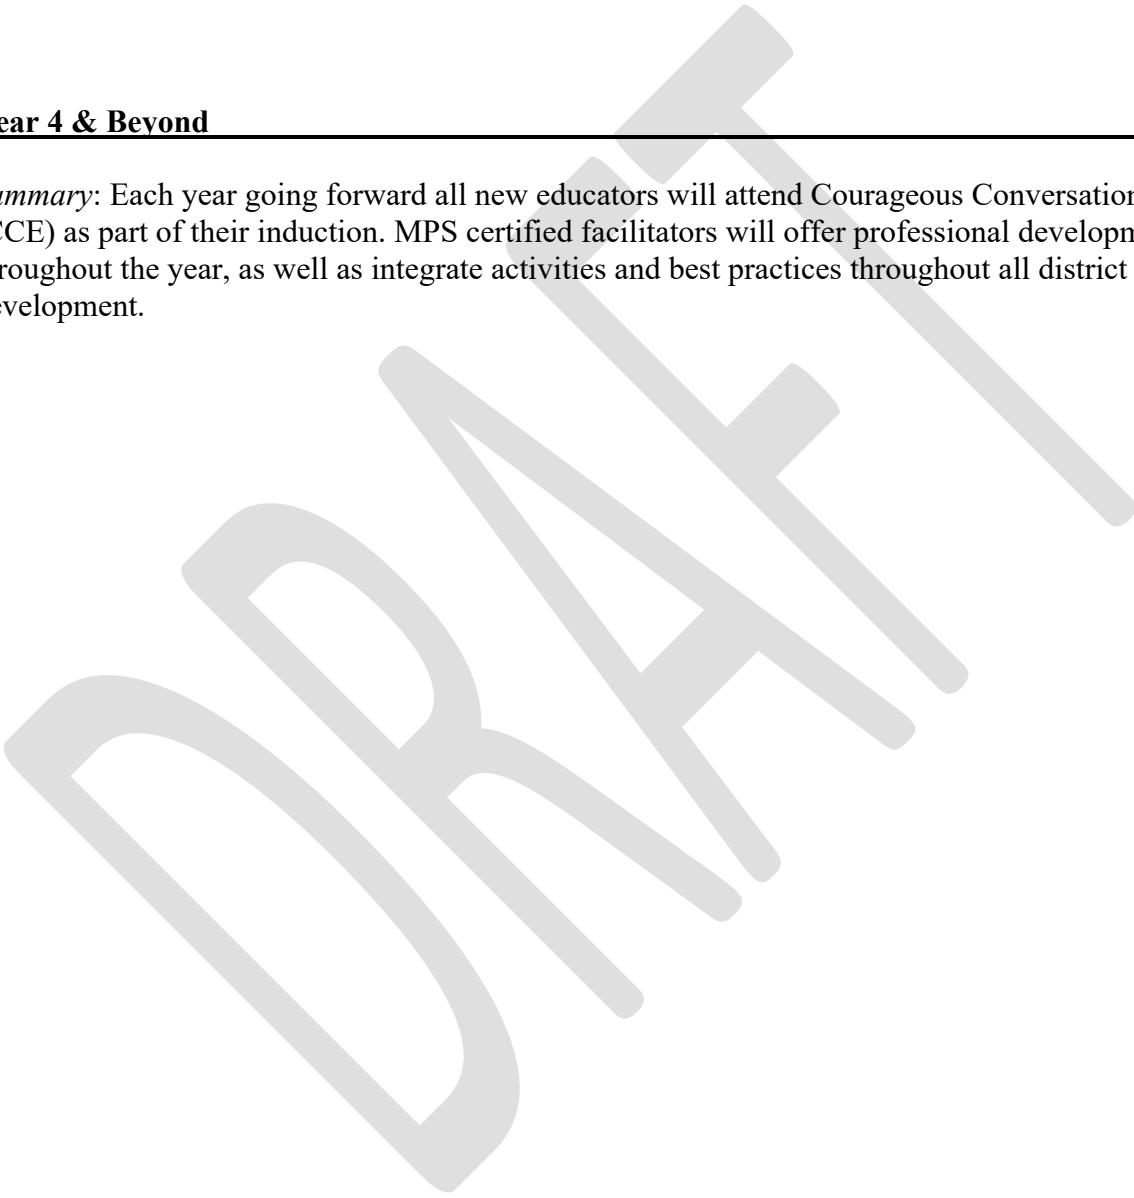 ear 4 & Beyond
ummary: Each year going forward all new educators will attend Courageous Conversation
CCE) as part of their induction. MPS certified facilitators will offer professional developm
roughout the year, as well as integrate activities and best practices throughout all district
evelopment.
DRAFT